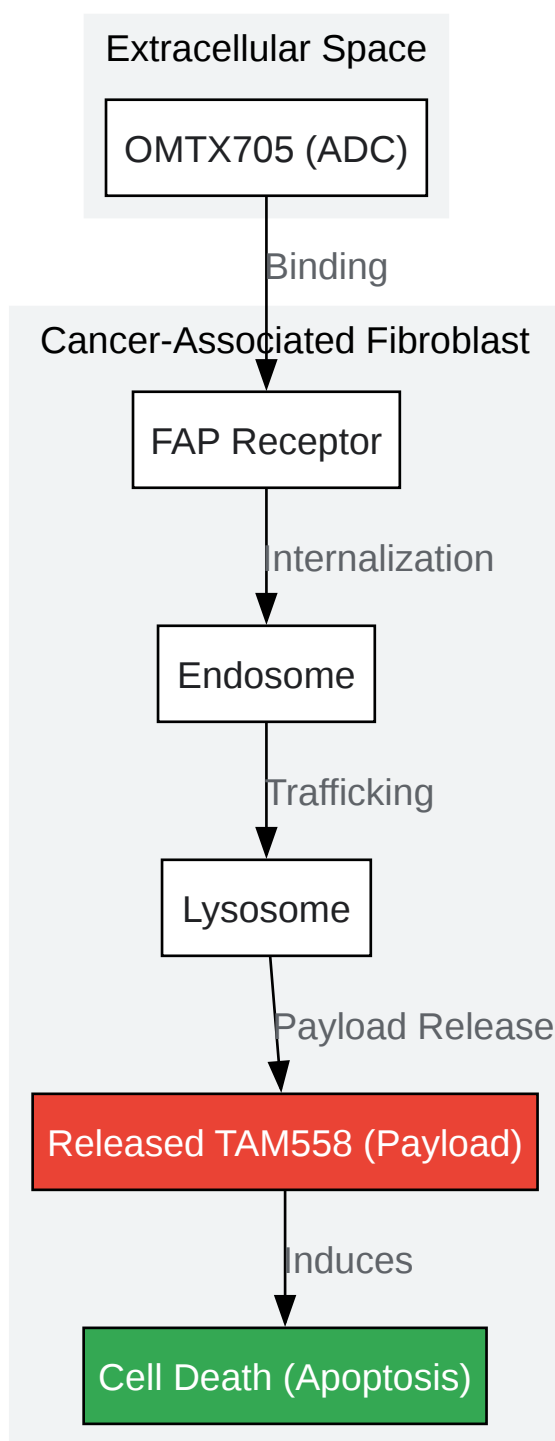 Extracellular Space
OMTX705 (ADC)
Binding
Cancer-Associated Fibroblast
FAP Receptor
Internalization
Endosome
Trafficking
Lysosome
Payload Release
Released TAM558 (Payload)
Induces
Cell Death (Apoptosis)